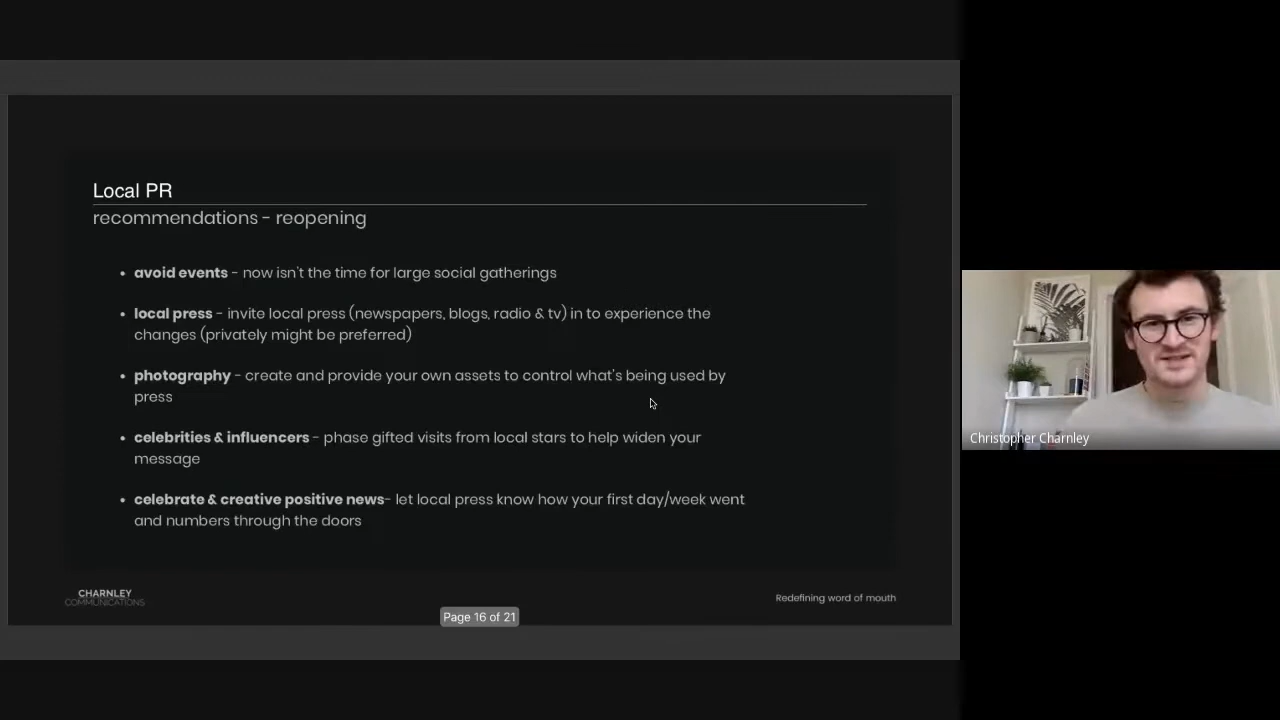 Local PR
recommendations - reopening
• avoid events - now isn't the time for large social gatherings
• local press - invite local press (newspapers, blogs, radio & tv) in to experience the
changes (privately might be preferred)
• photography - create and provide your own assets to control what's being used by
press
• celebrities & influencers - phase gifted visits from local stars to help widen your
message
• celebrate & creative positive news- let local press know how your first day/week went
and numbers through the doors
CHARNLEY
COMMUNICATIONS
Redefining word of mouth
Page 16 of 21
Christopher Charnley